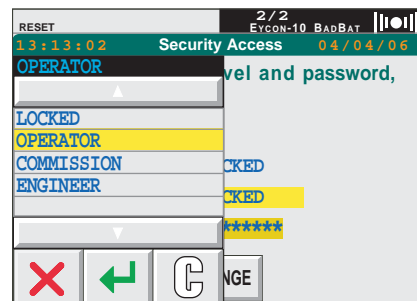 2/2
RESET EYCON-10 BADBAT
13:13:02 Security Access 04/04/06
OPERATOR vel and password,
LOCKED
OPERATOR
COMMISSION CKED
ENGINEER CKED
*******
C NGE